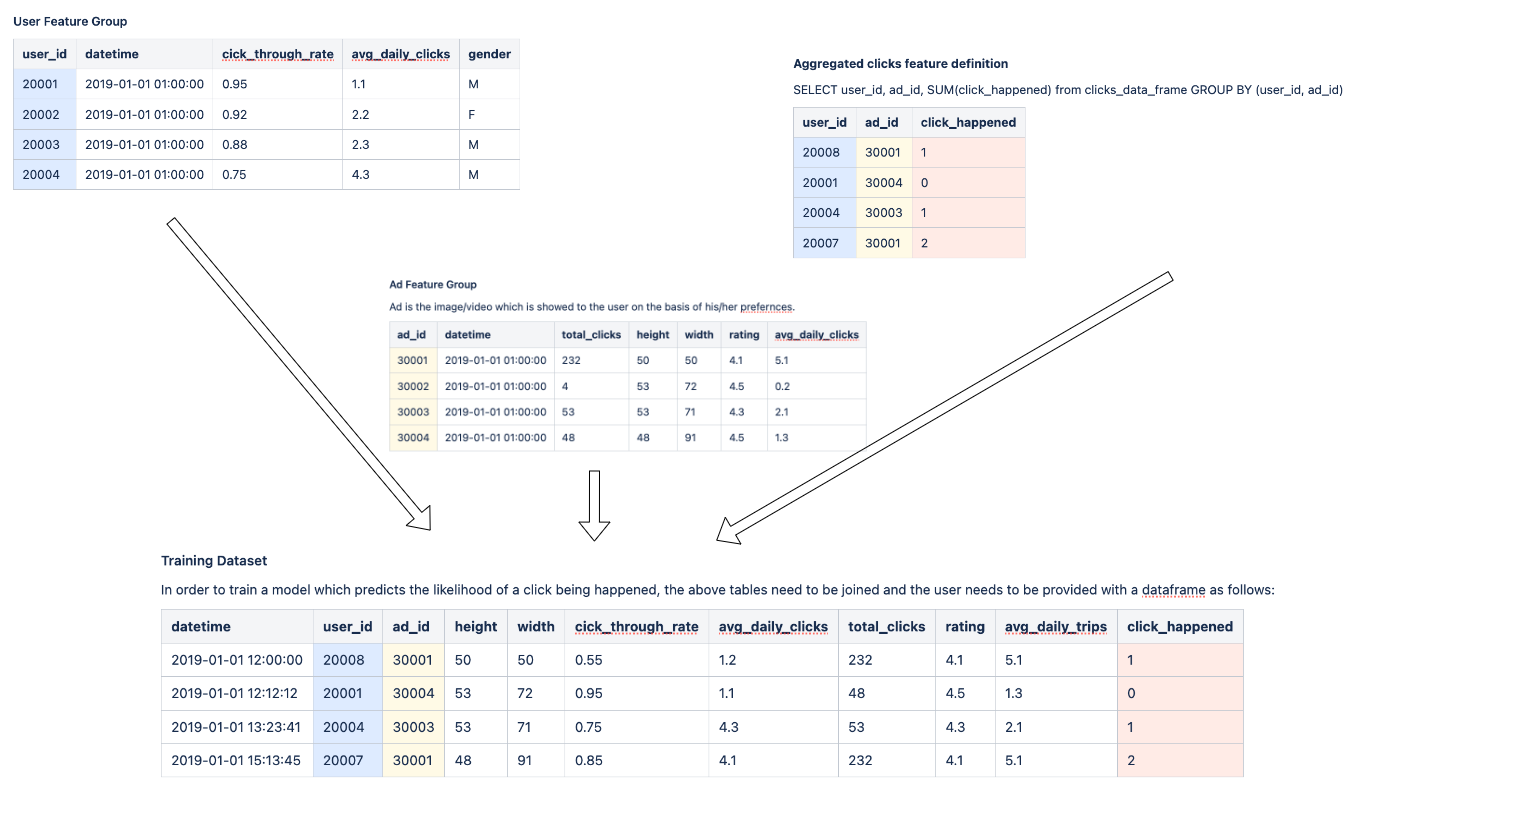 User Feature Group
user_id datetime cick_through_rate avg_daily_clicks gender
20001 2019-01-01 01:00:00 0.95 1.1 M
20002 2019-01-01 01:00:00 0.92 2.2 F
20003 2019-01-01 01:00:00 0.88 2.3 M
20004 2019-01-01 01:00:00 0.75 4.3 M
Aggregated clicks feature definition
SELECT user_id, ad_id, SUM(click_happened) from clicks_data_frame GROUP BY (user_id, ad_id)
user_id ad_id click_happened
20008 30001 1
20001 30004 0
20004 30003 1
20007 30001 2
Ad Feature Group
Ad is the image/video which is showed to the user on the basis of his/her prefernces.
ad_id datetime total_clicks height width rating avg_daily_clicks
30001 2019-01-01 01:00:00 232 50 50 4.1 5.1
30002 2019-01-01 01:00:00 4 53 72 4.5 0.2
30003 2019-01-01 01:00:00 53 53 71 4.3 2.1
30004 2019-01-01 01:00:00 48 48 91 4.5 1.3
Training Dataset
In order to train a model which predicts the likelihood of a click being happened, the above tables need to be joined and the user needs to be provided with a dataframe as follows:
datetime user_id ad_id height width cick_through_rate avg_daily_clicks total_clicks rating avg_daily_trips click_happened
2019-01-01 12:00:00 20008 30001 50 50 0.55 1.2 232 4.1 5.1 1
2019-01-01 12:12:12 20001 30004 53 72 0.95 1.1 48 4.5 1.3 0
2019-01-01 13:23:41 20004 30003 53 71 0.75 4.3 53 4.3 2.1 1
2019-01-01 15:13:45 20007 30001 48 91 0.85 4.1 232 4.1 5.1 2